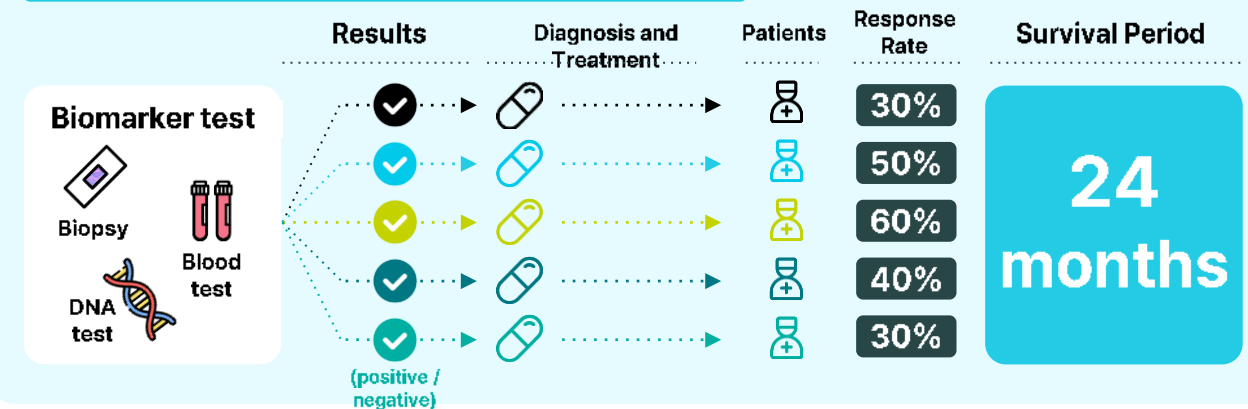 Results
Diagnosis and
Treatment
Patients
Response
Rate
Survival Period
Biomarker test
Biopsy
Blood
test
DNA
test
(positive /
negative)
30%
50%
60%
40%
30%
24
months